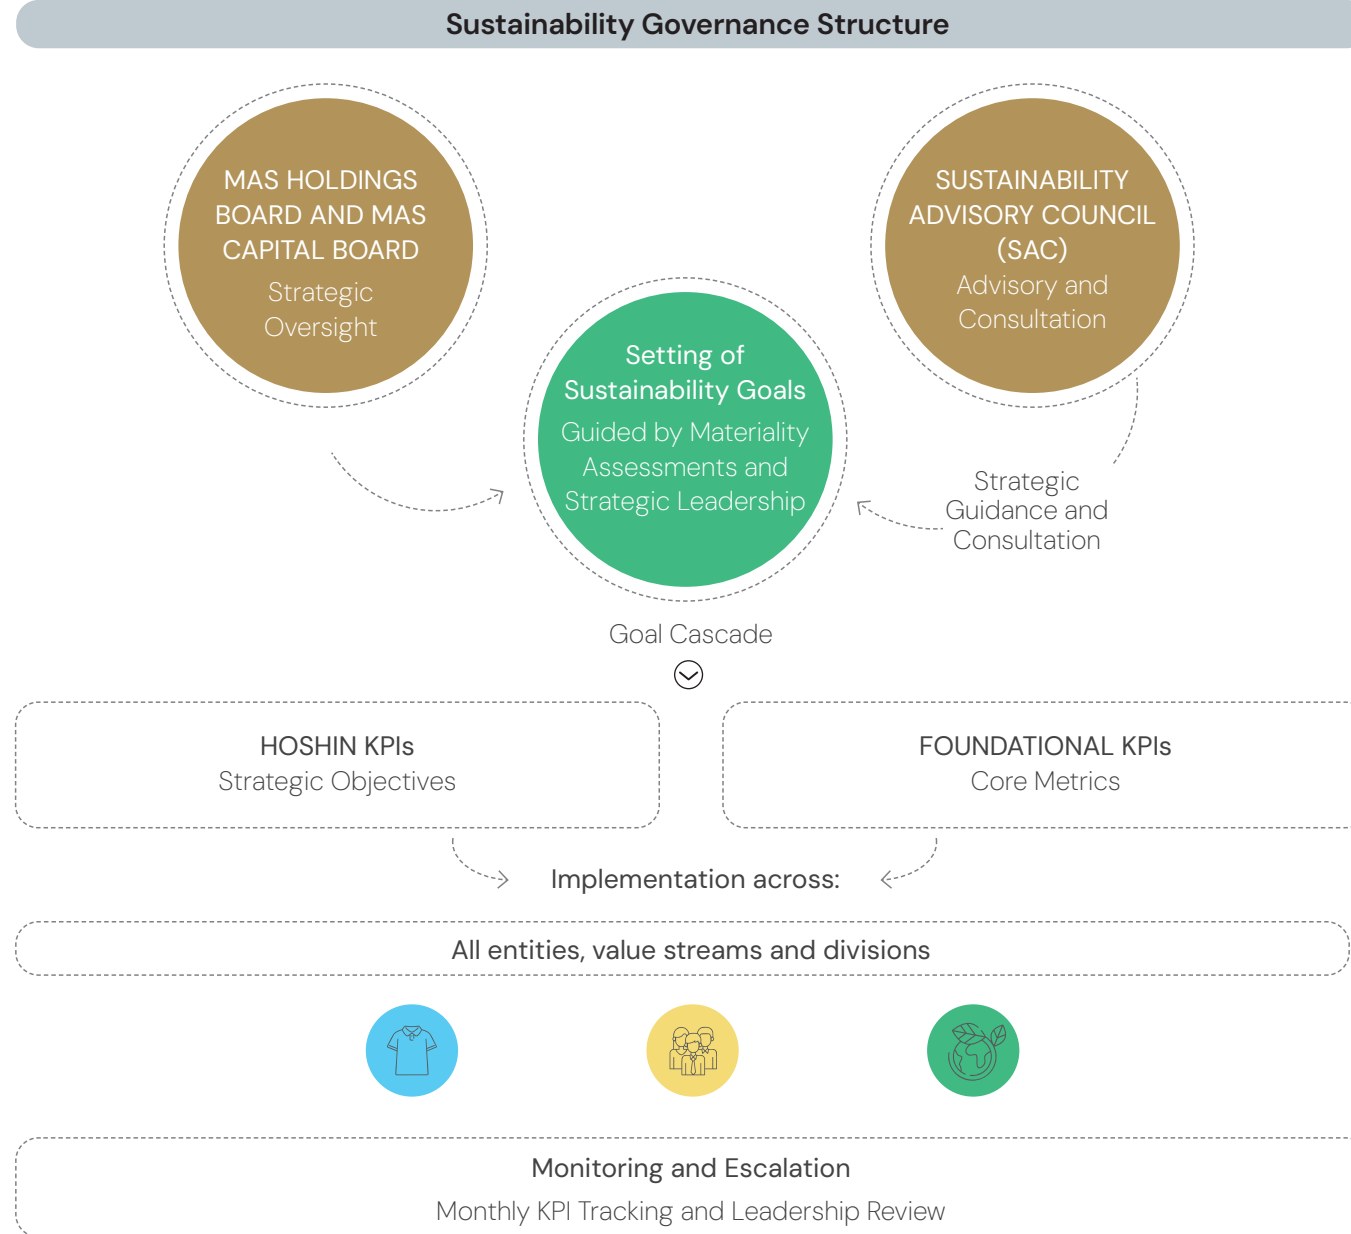 Sustainability Governance Structure
MAS HOLDINGS
BOARD AND MAS
CAPITAL BOARD
Strategic
Oversight
SUSTAINABILITY
ADVISORY COUNCIL
(SAC)
Advisory and
Consultation
Setting of
Sustainability Goals
Guided by Materiality
Assessments and
Strategic Leadership
Strategic
Guidance and
Consultation
Goal Cascade
HOSHIN KPIs
Strategic Objectives
FOUNDATIONAL KPIs
Core Metrics
Implementation across:
All entities, value streams and divisions
Monitoring and Escalation
Monthly KPI Tracking and Leadership Review